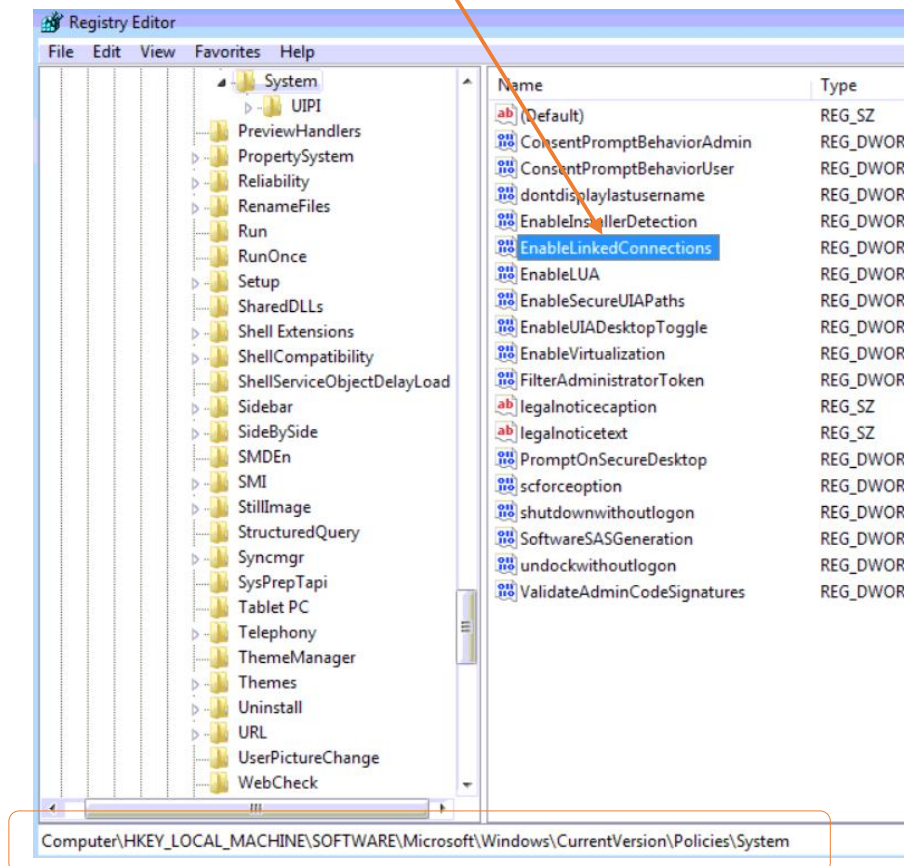 Registry Editor
File Edit View Favorites Help
System
UIPI
PreviewHandlers
PropertySystem
Reliability
RenameFiles
Run
RunOnce
Setup
SharedDLLs
Shell Extensions
ShellCompatibility
ShellServiceObjectDelayLoad
Sidebar
SideBySide
SMDEn
SMI
StillImage
StructuredQuery
Syncmgr
SysPrepTapi
Tablet PC
Telephony
ThemeManager
Themes
Uninstall
URL
UserPictureChange
WebCheck
Name Type
(Default) REG_SZ
ConsentPromptBehaviorAdmin REG_DWOR
ConsentPromptBehaviorUser REG_DWOR
dontdisplaylastusername REG_DWOR
EnableInstallerDetection REG_DWOR
EnableLinkedConnections REG_DWOR
EnableLUA REG_DWOR
EnableSecureUIAPaths REG_DWOR
EnableUIADesktopToggle REG_DWOR
EnableVirtualization REG_DWOR
FilterAdministratorToken REG_DWOR
legalnoticecaption REG_SZ
legalnoticetext REG_SZ
PromptOnSecureDesktop REG_DWOR
scforceoption REG_DWOR
shutdownwithoutlogon REG_DWOR
SoftwareSASGeneration REG_DWOR
undockwithoutlogon REG_DWOR
ValidateAdminCodeSignatures REG_DWOR
Computer\HKEY_LOCAL_MACHINE\SOFTWARE\Microsoft\Windows\CurrentVersion\Policies\System